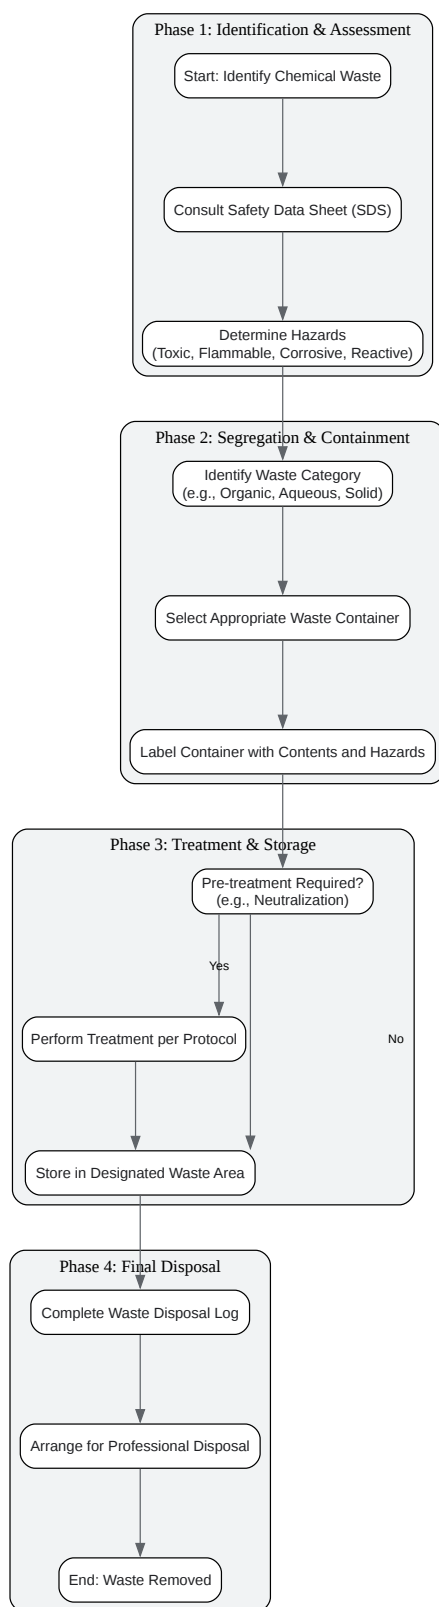 Phase 1: Identification & Assessment
Start: Identify Chemical Waste
Consult Safety Data Sheet (SDS)
Determine Hazards
(Toxic, Flammable, Corrosive, Reactive)
Phase 2: Segregation & Containment
Identify Waste Category
(e.g., Organic, Aqueous, Solid)
Select Appropriate Waste Container
Label Container with Contents and Hazards
Phase 3: Treatment & Storage
Pre-treatment Required?
(e.g., Neutralization)
Yes
Perform Treatment per Protocol
No
Store in Designated Waste Area
Phase 4: Final Disposal
Complete Waste Disposal Log
Arrange for Professional Disposal
End: Waste Removed